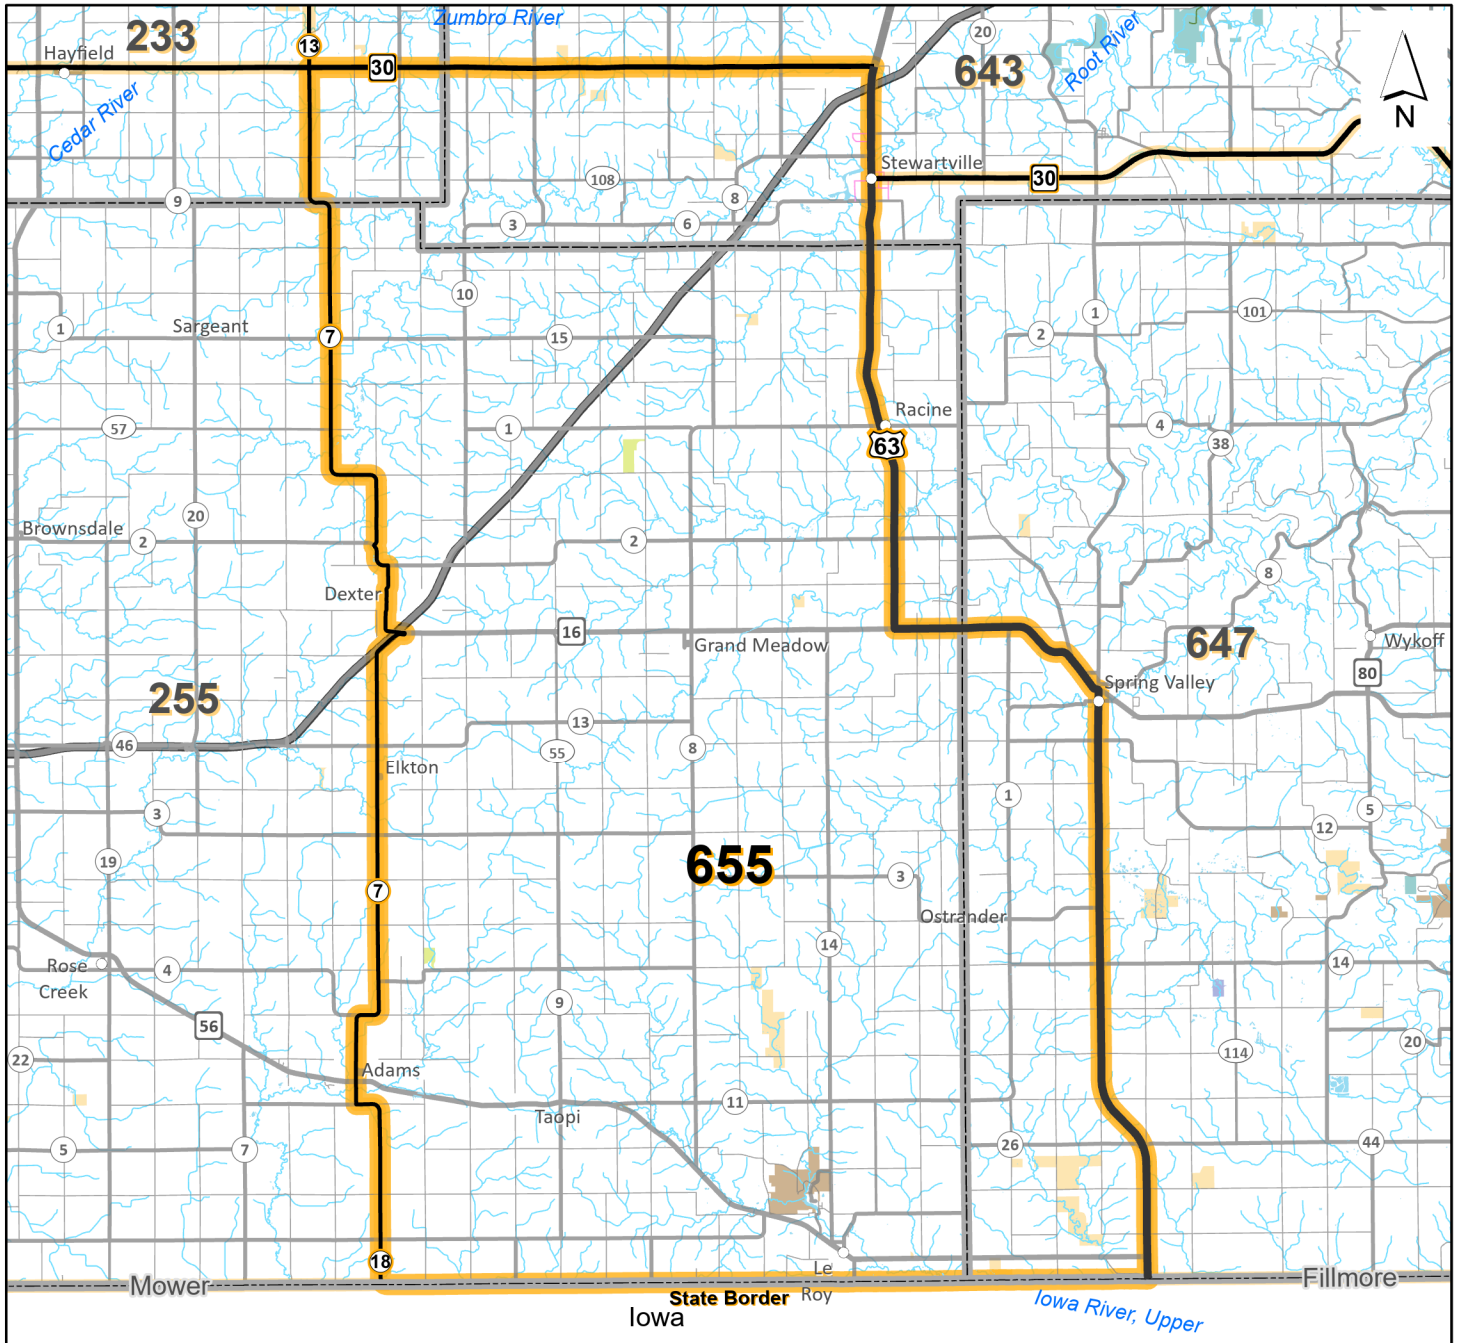 Zumbro River
233
13
20
Hayfield
30
643
Root River
N
Cedar River
Stewartville
108
30
9
8
3
6
10
1
101
1
Sargeant
7
15
2
Racine
57
1
4
38
63
20
Brownsdale
2
2
8
Dexter
16
Grand Meadow
647
Wykoff
80
255
Spring Valley
13
46
55
8
Elkton
1
3
5
12
19
655
7
3
Ostrander
14
Rose
Creek
4
14
9
56
20
22
114
Adams
11
Taopi
5
7
26
44
18
Le
Roy
Mower
Fillmore
State Border
Iowa
Iowa River, Upper